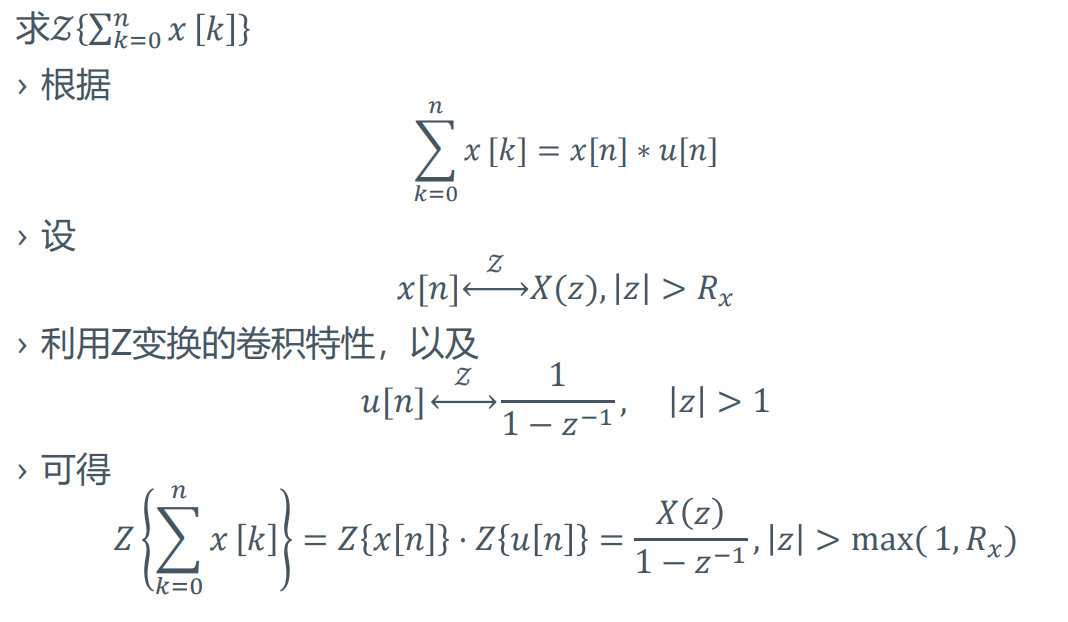 求𝒵{∑ₖ₌₀ⁿ x [k]}
› 根据
∑ₖ₌₀ⁿ x [k] = x[n] ∗ u[n]
› 设
x[n] ⟷𝒵 X(z), |z| > Rₓ
› 利用Z变换的卷积特性，以及
u[n] ⟷𝒵 1/(1 − z⁻¹), |z| > 1
› 可得
Z{∑ₖ₌₀ⁿ x [k]} = Z{x[n]} · Z{u[n]} = X(z)/(1 − z⁻¹), |z| > max( 1, Rₓ)